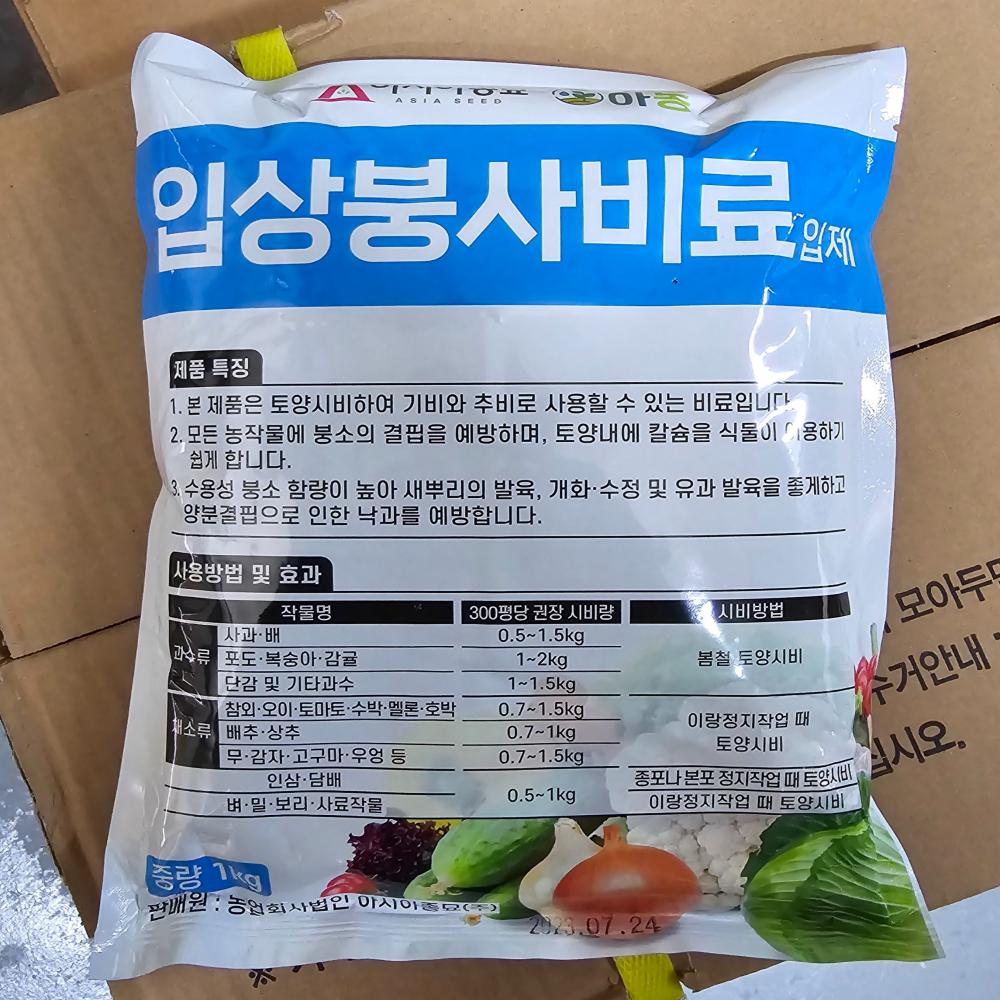 ASIA SEED
아종
입상붕사비료 입제
제품 특징
1. 본 제품은 토양시비하여 기비와 추비로 사용할 수 있는 비료입니다.
2. 모든 농작물에 붕소의 결핍을 예방하며, 토양내에 칼슘을 식물이 이용하기
쉽게 합니다.
3. 수용성 붕소 함량이 높아 새뿌리의 발육, 개화·수정 및 유과 발육을 좋게하고
양분결핍으로 인한 낙과를 예방합니다.
사용방법 및 효과
작물명 300평당 권장 시비량 시비방법
과수류 사과·배 0.5~1.5kg
포도·복숭아·감귤 1~2kg 봄철 토양시비
단감 및 기타과수 1~1.5kg
채소류 참외·오이·토마토·수박·멜론·호박 0.7~1.5kg 이랑정지작업 때
배추·상추 0.7~1kg 토양시비
무·감자·고구마·우엉 등 0.7~1.5kg
인삼·담배 0.5~1kg 종포나 본포 정지작업 때 토양시비
벼·밀·보리·사료작물 이랑정지작업 때 토양시비
중량 1kg
판매원 : 농업회사법인 아시아종묘(주)
2023.07.24
모아두면
수거안내
십시오.